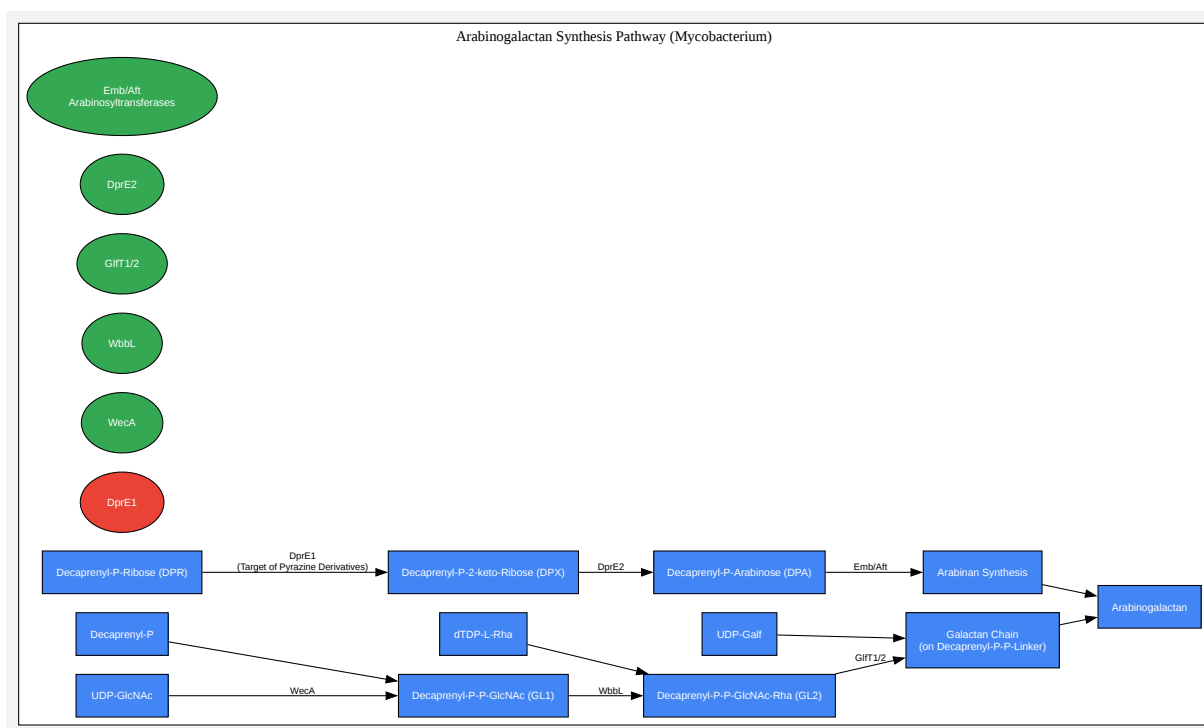 Arabinogalactan Synthesis Pathway (Mycobacterium)
Emb/Aft
Arabinosyltransferases
DprE2
GlfT1/2
WbbL
WecA
DprE1
Decaprenyl-P-Ribose (DPR)
DprE1
(Target of Pyrazine Derivatives)
Decaprenyl-P-2-keto-Ribose (DPX)
DprE2
Decaprenyl-P-Arabinose (DPA)
Emb/Aft
Arabinan Synthesis
Arabinogalactan
Decaprenyl-P
dTDP-L-Rha
UDP-Galf
Galactan Chain
(on Decaprenyl-P-P-Linker)
GlfT1/2
UDP-GlcNAc
WecA
Decaprenyl-P-P-GlcNAc (GL1)
WbbL
Decaprenyl-P-P-GlcNAc-Rha (GL2)